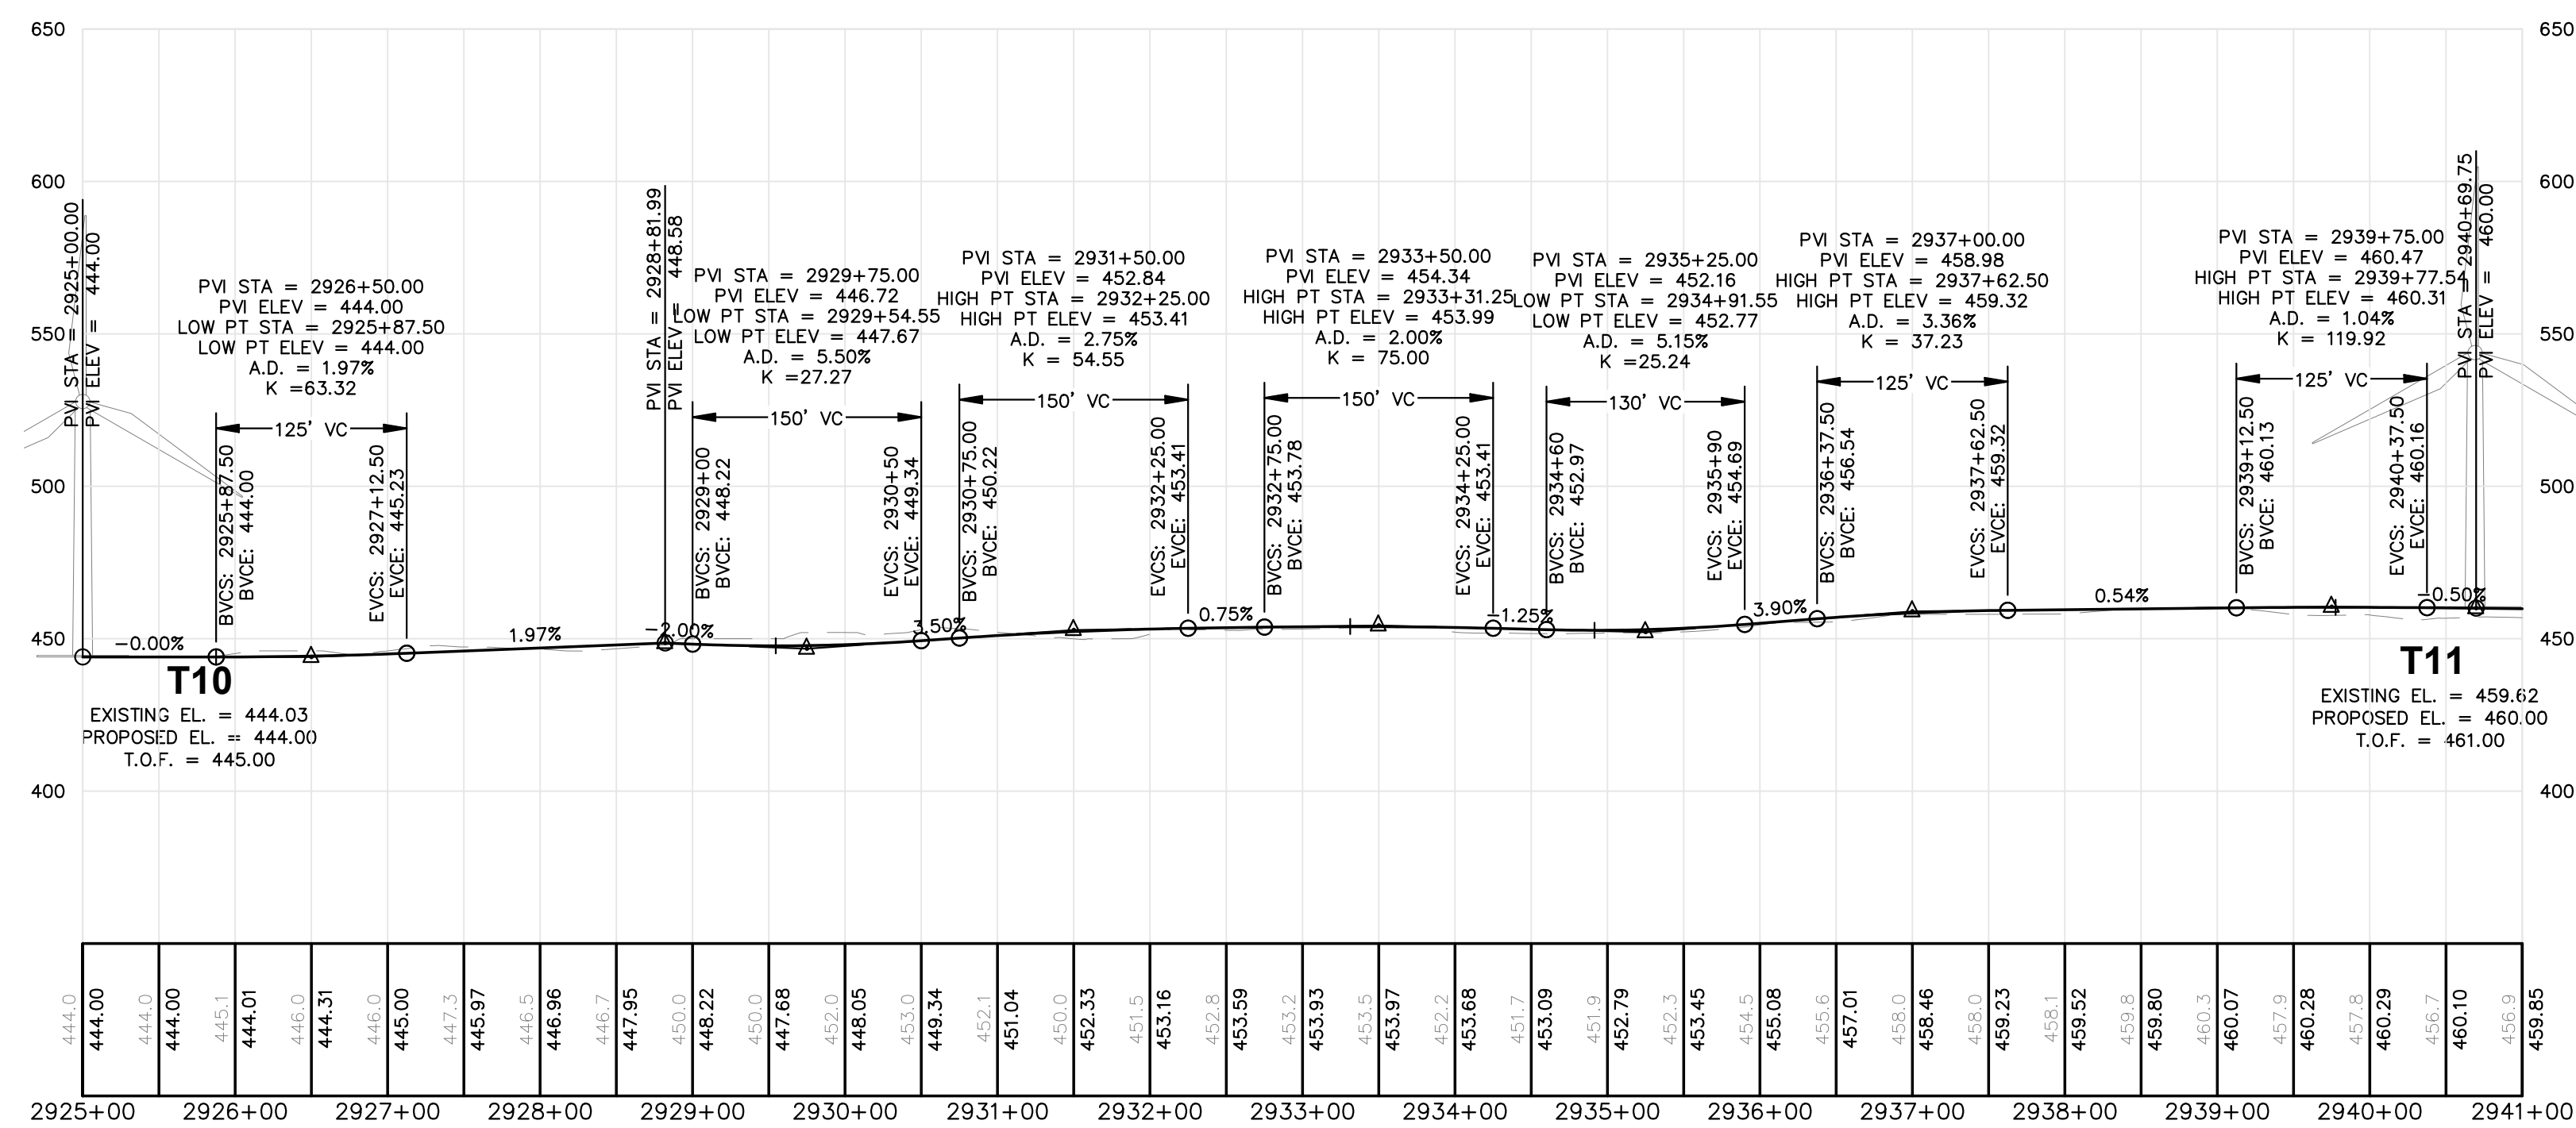 650
650
600
600
550
550
500
500
450
450
400
400
PVI STA = 2925+00.00
PVI ELEV = 444.00
PVI STA = 2926+50.00
PVI ELEV = 444.00
LOW PT STA = 2925+87.50
LOW PT ELEV = 444.00
A.D. = 1.97%
K =63.32
125' VC
BVCS: 2925+87.50
BVCE: 444.00
EVCS: 2927+12.50
EVCE: 445.23
PVI STA = 2928+81.99
PVI ELEV = 448.58
PVI STA = 2929+75.00
PVI ELEV = 446.72
LOW PT STA = 2929+54.55
LOW PT ELEV = 447.67
A.D. = 5.50%
K =27.27
150' VC
BVCS: 2929+00
BVCE: 448.22
EVCS: 2930+50
EVCE: 449.34
PVI STA = 2931+50.00
PVI ELEV = 452.84
HIGH PT STA = 2932+25.00
HIGH PT ELEV = 453.41
A.D. = 2.75%
K = 54.55
150' VC
BVCS: 2930+75.00
BVCE: 450.22
EVCS: 2932+25.00
EVCE: 453.41
PVI STA = 2933+50.00
PVI ELEV = 454.34
HIGH PT STA = 2933+31.25
HIGH PT ELEV = 453.99
A.D. = 2.00%
K = 75.00
150' VC
BVCS: 2932+75.00
BVCE: 453.78
EVCS: 2934+25.00
EVCE: 453.41
PVI STA = 2935+25.00
PVI ELEV = 452.16
LOW PT STA = 2934+91.55
LOW PT ELEV = 452.77
A.D. = 5.15%
K =25.24
130' VC
BVCS: 2934+60
BVCE: 452.97
EVCS: 2935+90
EVCE: 454.69
PVI STA = 2937+00.00
PVI ELEV = 458.98
HIGH PT STA = 2937+62.50
HIGH PT ELEV = 459.32
A.D. = 3.36%
K = 37.23
125' VC
BVCS: 2936+37.50
BVCE: 456.54
EVCS: 2937+62.50
EVCE: 459.32
PVI STA = 2939+75.00
PVI ELEV = 460.47
HIGH PT STA = 2939+77.54
HIGH PT ELEV = 460.31
A.D. = 1.04%
K = 119.92
125' VC
BVCS: 2939+12.50
BVCE: 460.13
EVCS: 2940+37.50
EVCE: 460.16
PVI STA = 2940+69.75
PVI ELEV = 460.00
−0.00%
1.97%
−2.00%
3.50%
0.75%
−1.25%
3.90%
0.54%
−0.50%
T10
EXISTING EL. = 444.03
PROPOSED EL. = 444.00
T.O.F. = 445.00
T11
EXISTING EL. = 459.62
PROPOSED EL. = 460.00
T.O.F. = 461.00
444.0
444.00
444.0
444.00
445.1
444.01
446.0
444.31
446.0
445.00
447.3
445.97
446.5
446.96
446.7
447.95
450.0
448.22
450.0
447.68
452.0
448.05
453.0
449.34
452.1
451.04
450.0
452.33
451.5
453.16
452.8
453.59
453.2
453.93
453.5
453.97
452.2
453.68
451.7
453.09
451.9
452.79
452.3
453.45
454.5
455.08
455.6
457.01
458.0
458.46
458.0
459.23
458.1
459.52
459.8
459.80
460.3
460.07
457.9
460.28
457.8
460.29
456.7
460.10
456.9
459.85
2925+00 2926+00 2927+00 2928+00 2929+00 2930+00 2931+00 2932+00 2933+00 2934+00 2935+00 2936+00 2937+00 2938+00 2939+00 2940+00 2941+00